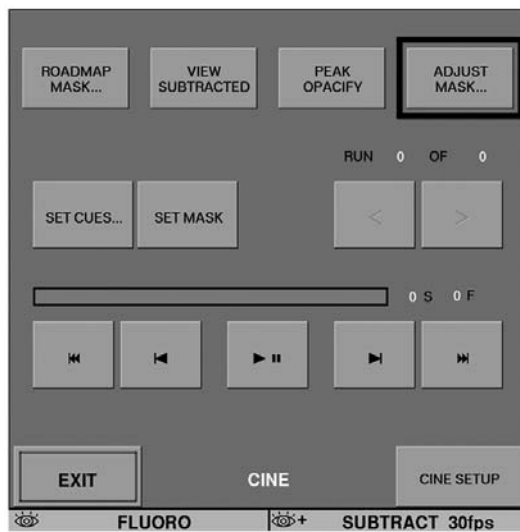 ROADMAP MASK...
VIEW SUBTRACTED
PEAK OPACIFY
ADJUST MASK...
RUN 0 OF 0
SET CUES...
SET MASK
<
>
0 S 0 F
EXIT
CINE
CINE SETUP
FLUORO
+ SUBTRACT 30fps